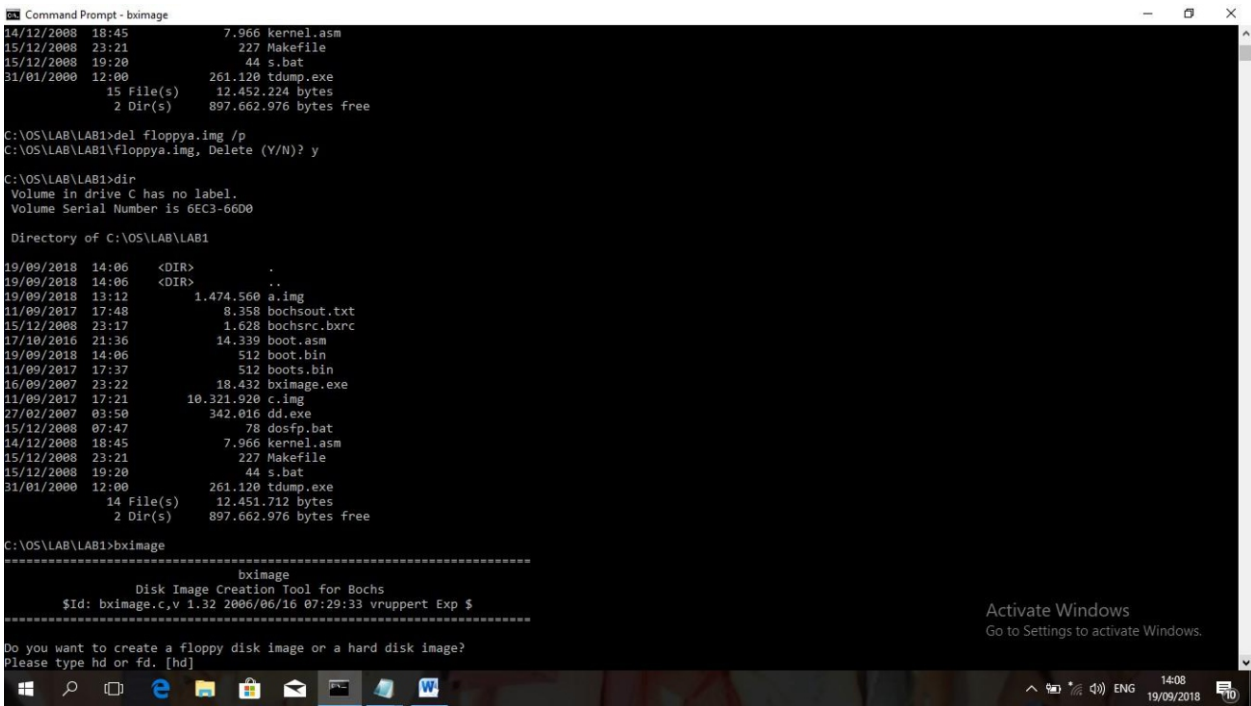 Command Prompt - bximage
14/12/2008  18:45             7.966 kernel.asm
15/12/2008  23:21               227 Makefile
15/12/2008  19:20                44 s.bat
31/01/2000  12:00           261.120 tdump.exe
              15 File(s)     12.452.224 bytes
               2 Dir(s)     897.662.976 bytes free
C:\OS\LAB\LAB1>del floppya.img /p
C:\OS\LAB\LAB1\floppya.img, Delete (Y/N)? y
C:\OS\LAB\LAB1>dir
 Volume in drive C has no label.
 Volume Serial Number is 6EC3-66D0
 Directory of C:\OS\LAB\LAB1
19/09/2018  14:06    <DIR>          .
19/09/2018  14:06    <DIR>          ..
19/09/2018  13:12         1.474.560 a.img
11/09/2017  17:48             8.358 bochsout.txt
15/12/2008  23:17             1.628 bochsrc.bxrc
17/10/2016  21:36            14.339 boot.asm
19/09/2018  14:06               512 boot.bin
11/09/2017  17:37               512 boots.bin
16/09/2007  23:22            18.432 bximage.exe
11/09/2017  17:21        10.321.920 c.img
27/02/2007  03:50           342.016 dd.exe
15/12/2008  07:47                78 dosfp.bat
14/12/2008  18:45             7.966 kernel.asm
15/12/2008  23:21               227 Makefile
15/12/2008  19:20                44 s.bat
31/01/2000  12:00           261.120 tdump.exe
              14 File(s)     12.451.712 bytes
               2 Dir(s)     897.662.976 bytes free
C:\OS\LAB\LAB1>bximage
========================================================================
                                bximage
                  Disk Image Creation Tool for Bochs
        $Id: bximage.c,v 1.32 2006/06/16 07:29:33 vruppert Exp $
========================================================================
Do you want to create a floppy disk image or a hard disk image?
Please type hd or fd. [hd]
Activate Windows
Go to Settings to activate Windows.
ENG
14:08
19/09/2018
10